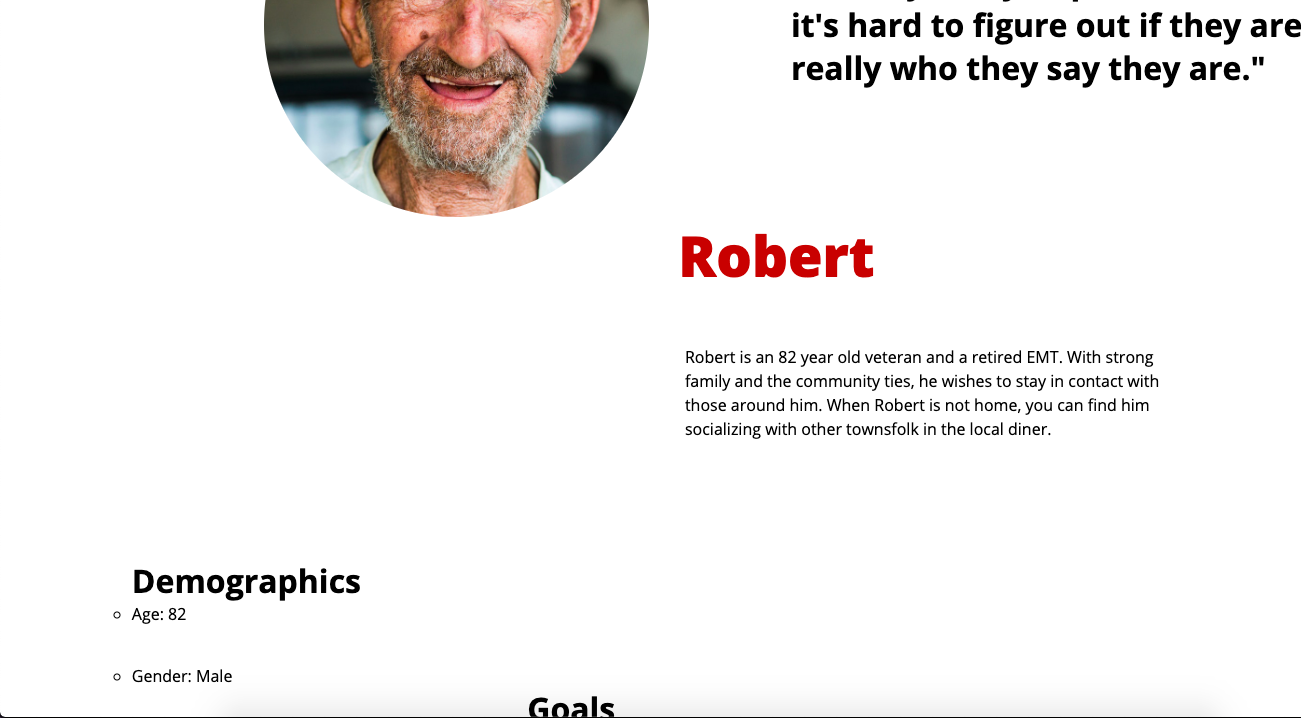 it's hard to figure out if they are
really who they say they are."
Robert
Robert is an 82 year old veteran and a retired EMT. With strong
family and the community ties, he wishes to stay in contact with
those around him. When Robert is not home, you can find him
socializing with other townsfolk in the local diner.
Demographics
Age: 82
Gender: Male
Goals